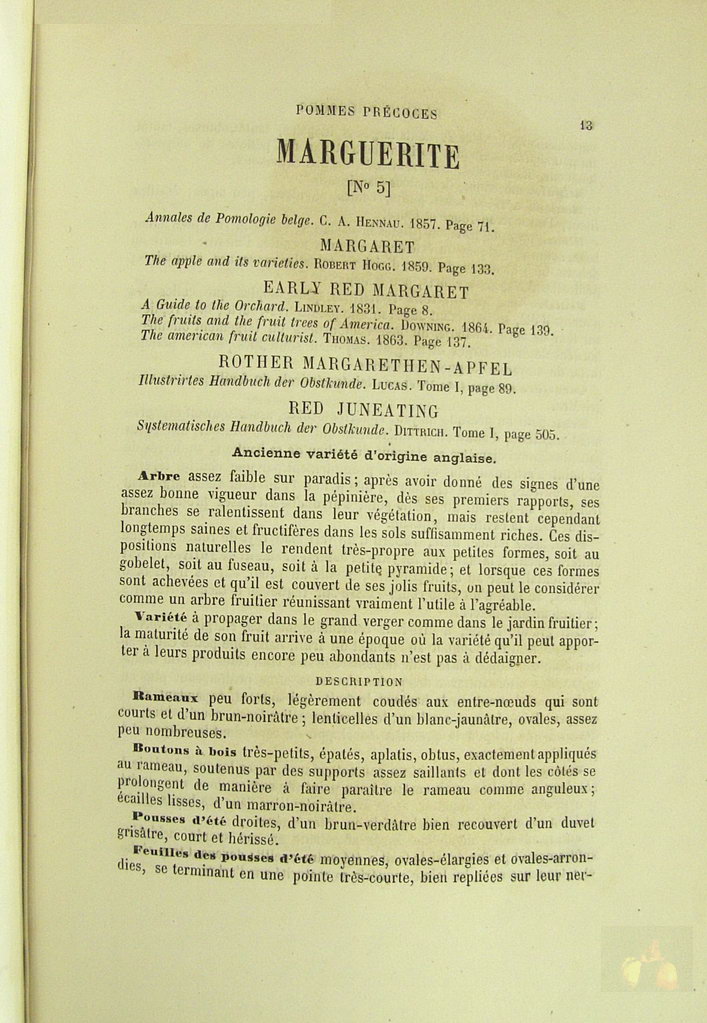 POMMES PRÉCOCES
13
MARGUERITE
[No 5]
Annales de Pomologie belge. C. A. HENNAU. 1857. Page 71.
MARGARET
The apple and its varieties. ROBERT HOGG. 1859. Page 133.
EARLY RED MARGARET
A Guide to the Orchard. LINDLEY. 1831. Page 8.
The fruits and the fruit trees of America. DOWNING. 1864. Page 139.
The american fruit culturist. THOMAS. 1863. Page 137.
ROTHER MARGARETHEN-APFEL
Illustrirtes Handbuch der Obstkunde. LUCAS. Tome I, page 89.
RED JUNEATING
Systematisches Handbuch der Obstkunde. DITTRICH. Tome I, page 505.
Ancienne variété d'origine anglaise.
Arbre assez faible sur paradis; après avoir donné des signes d'une
assez bonne vigueur dans la pépinière, dès ses premiers rapports, ses
branches se ralentissent dans leur végétation, mais restent cependant
longtemps saines et fructifères dans les sols suffisamment riches. Ces dis-
positions naturelles le rendent très-propre aux petites formes, soit au
gobelet, soit au fuseau, soit à la petite pyramide; et lorsque ces formes
sont achevées et qu'il est couvert de ses jolis fruits, on peut le considérer
comme un arbre fruitier réunissant vraiment l'utile à l'agréable.
Variété à propager dans le grand verger comme dans le jardin fruitier;
la maturité de son fruit arrive à une époque où la variété qu'il peut appor-
ter à leurs produits encore peu abondants n'est pas à dédaigner.
DESCRIPTION
Rameaux peu forts, légèrement coudés aux entre-nœuds qui sont
courts et d'un brun-noirâtre; lenticelles d'un blanc-jaunâtre, ovales, assez
peu nombreuses.
Boutons à bois très-petits, épatés, aplatis, obtus, exactement appliqués
au rameau, soutenus par des supports assez saillants et dont les côtés se
prolongent de manière à faire paraître le rameau comme anguleux;
écailles lisses, d'un marron-noirâtre.
Pousses d'été droites, d'un brun-verdâtre bien recouvert d'un duvet
grisâtre, court et hérissé.
Feuilles des pousses d'été moyennes, ovales-élargies et ovales-arron-
dies, se terminant en une pointe très-courte, bien repliées sur leur ner-